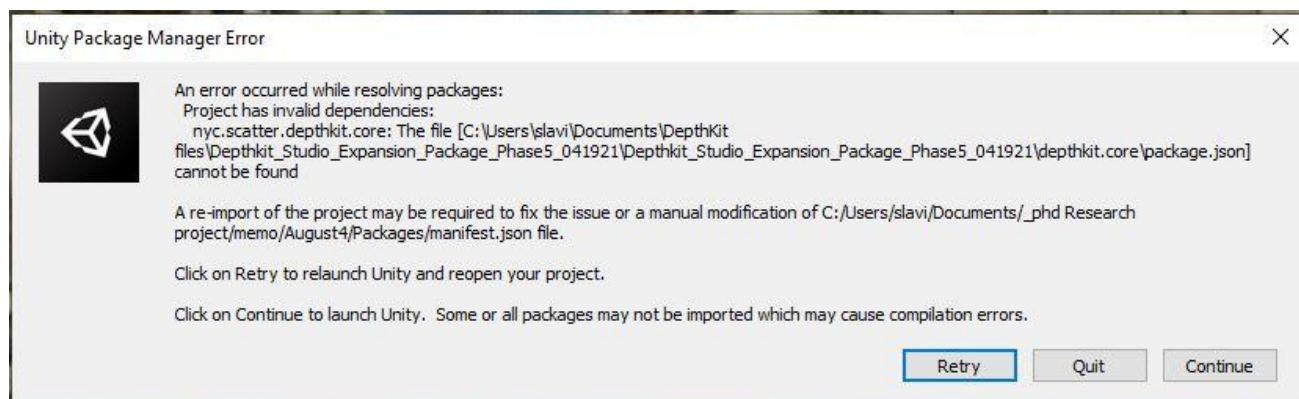 Unity Package Manager Error
An error occurred while resolving packages:
Project has invalid dependencies:
nyc.scatter.depthkit.core: The file [C:\Users\slavi\Documents\DepthKit
files\Depthkit_Studio_Expansion_Package_Phase5_041921\Depthkit_Studio_Expansion_Package_Phase5_041921\depthkit.core\package.json]
cannot be found
A re-import of the project may be required to fix the issue or a manual modification of C:/Users/slavi/Documents/_phd Research
project/memo/August4/Packages/manifest.json file.
Click on Retry to relaunch Unity and reopen your project.
Click on Continue to launch Unity. Some or all packages may not be imported which may cause compilation errors.
Retry Quit Continue